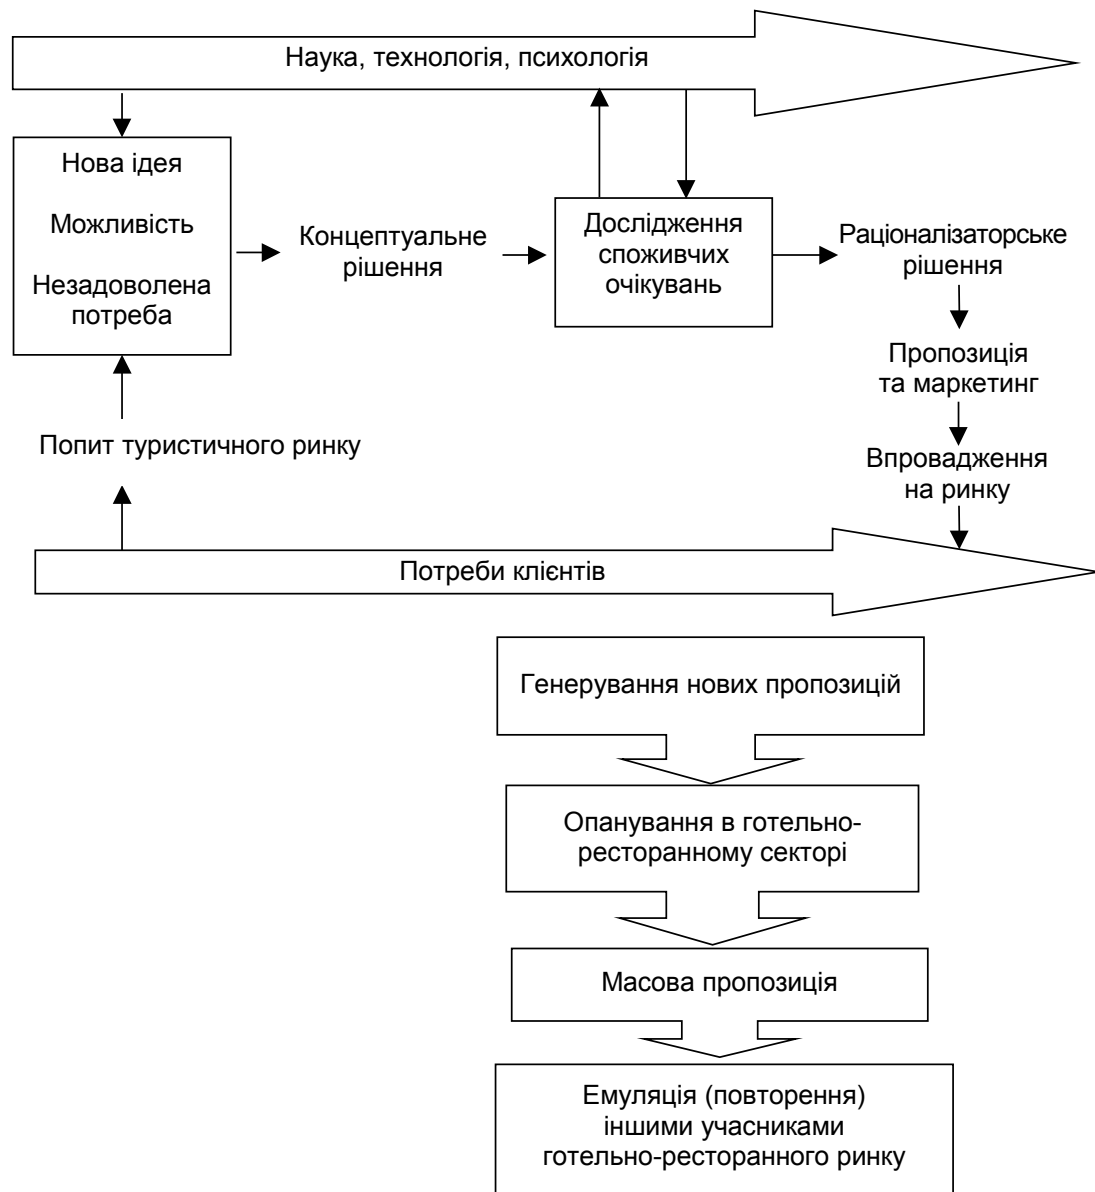 Наука, технологія, психологія
Нова ідея
Можливість
Незадоволена
потреба
Концептуальне
рішення
Дослідження
споживчих
очікувань
Раціоналізаторське
рішення
Пропозиція
та маркетинг
Впровадження
на ринку
Попит туристичного ринку
Потреби клієнтів
Генерування нових пропозицій
Опанування в готельно-
ресторанному секторі
Масова пропозиція
Емуляція (повторення)
іншими учасниками
готельно-ресторанного ринку